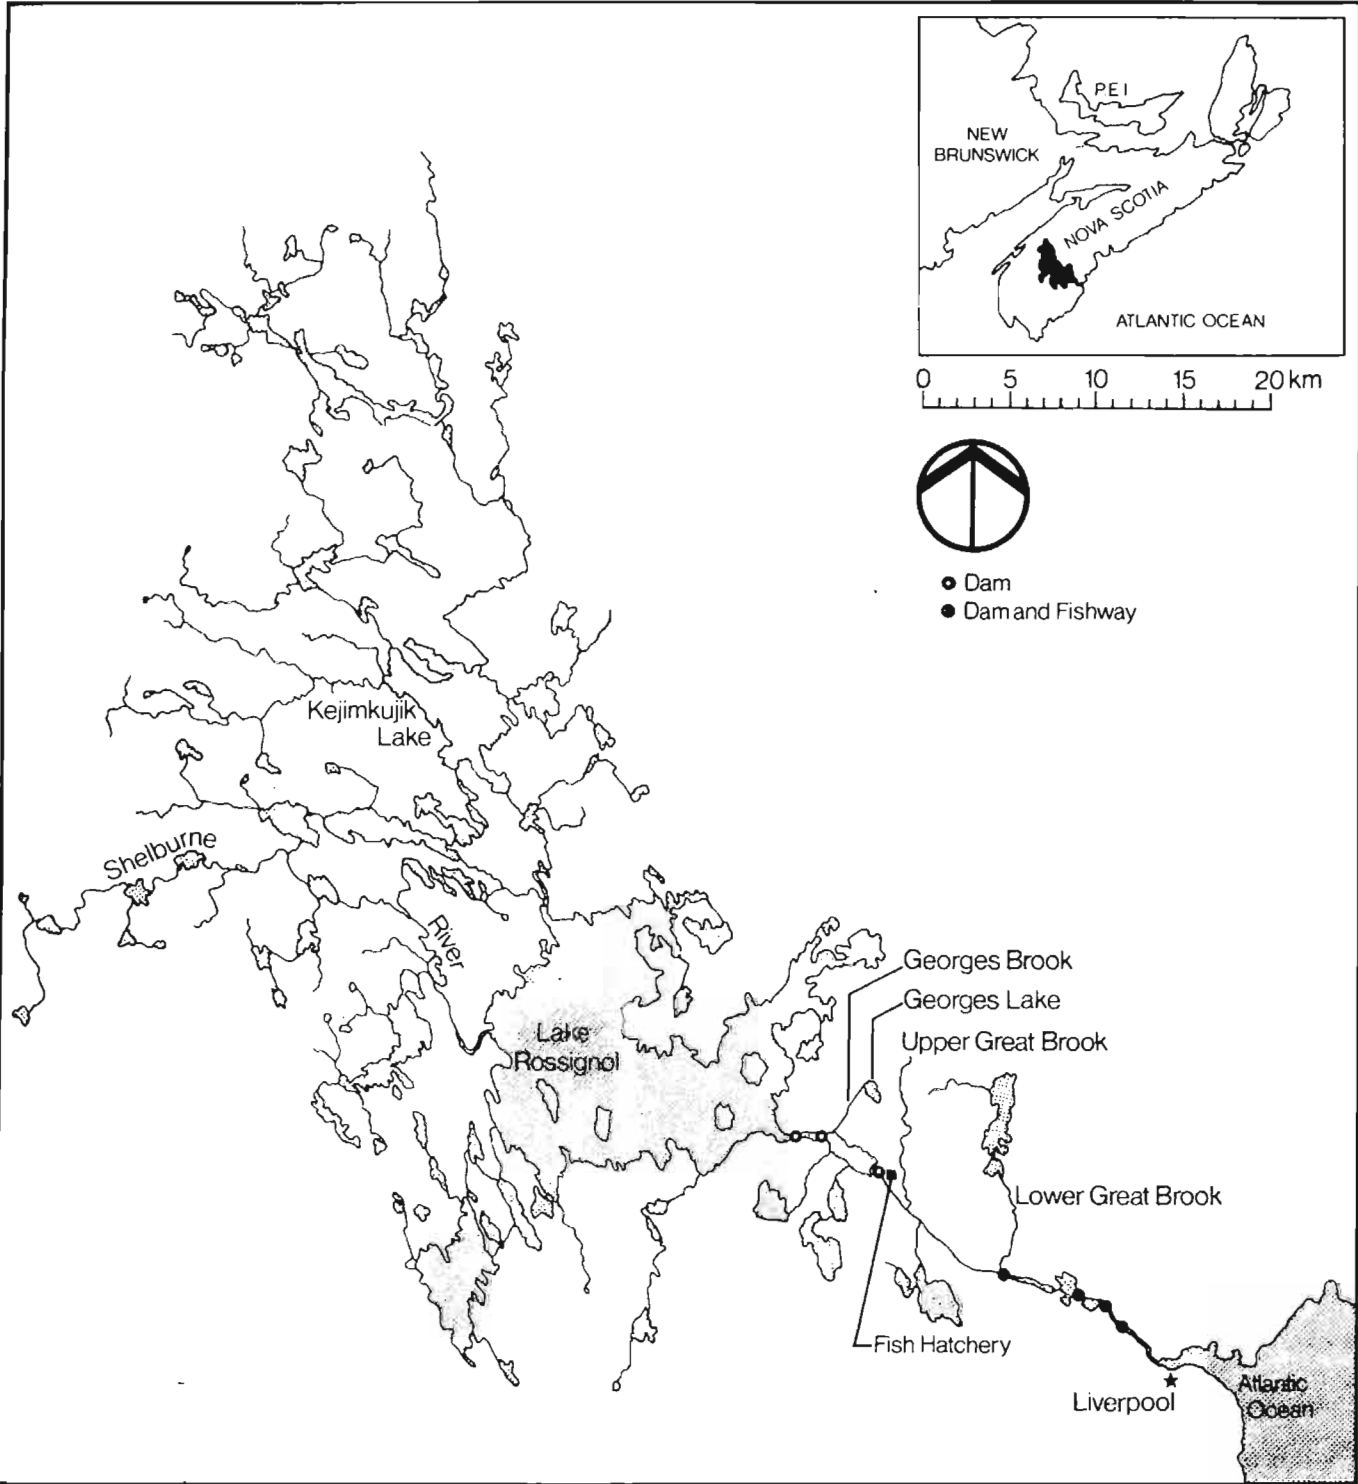 PEI
NEW
BRUNSWICK
NOVA SCOTIA
ATLANTIC OCEAN
0 5 10 15 20 km
Dam
Dam and Fishway
Kejimkujik
Lake
Shelburne
River
Georges Brook
Georges Lake
Upper Great Brook
Lake
Rossignol
Lower Great Brook
Fish Hatchery
Liverpool
Atlantic
Ocean